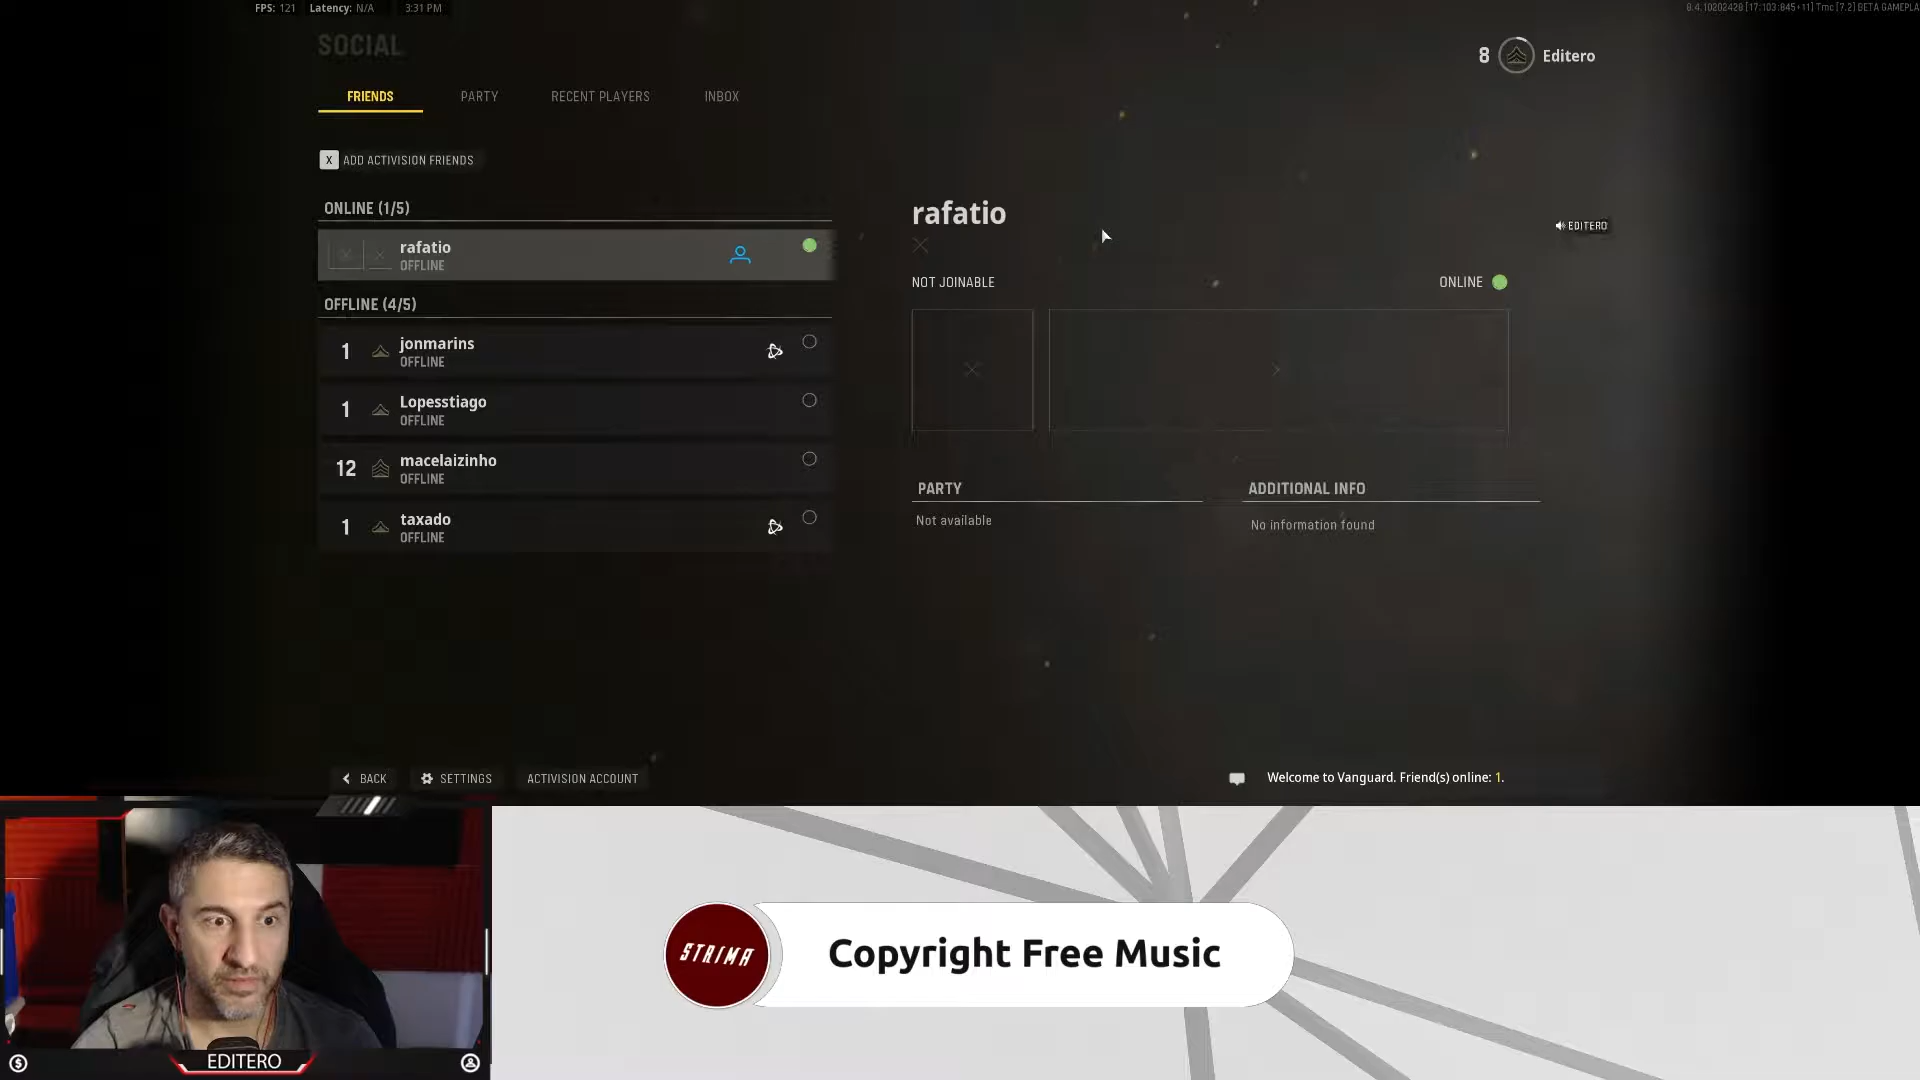 FPS: 121 Latency: N/A 3:31 PM
SOCIAL
8 Editero
FRIENDS PARTY RECENT PLAYERS INBOX
X ADD ACTIVISION FRIENDS
ONLINE (1/5)
rafatio
OFFLINE
OFFLINE (4/5)
1 jonmarins
OFFLINE
1 Lopesstiago
OFFLINE
12 macelaizinho
OFFLINE
1 taxado
OFFLINE
rafatio
EDITERO
NOT JOINABLE ONLINE
PARTY
Not available
ADDITIONAL INFO
No information found
BACK SETTINGS ACTIVISION ACCOUNT
Welcome to Vanguard. Friend(s) online: 1.
STRIMA
Copyright Free Music
EDITERO